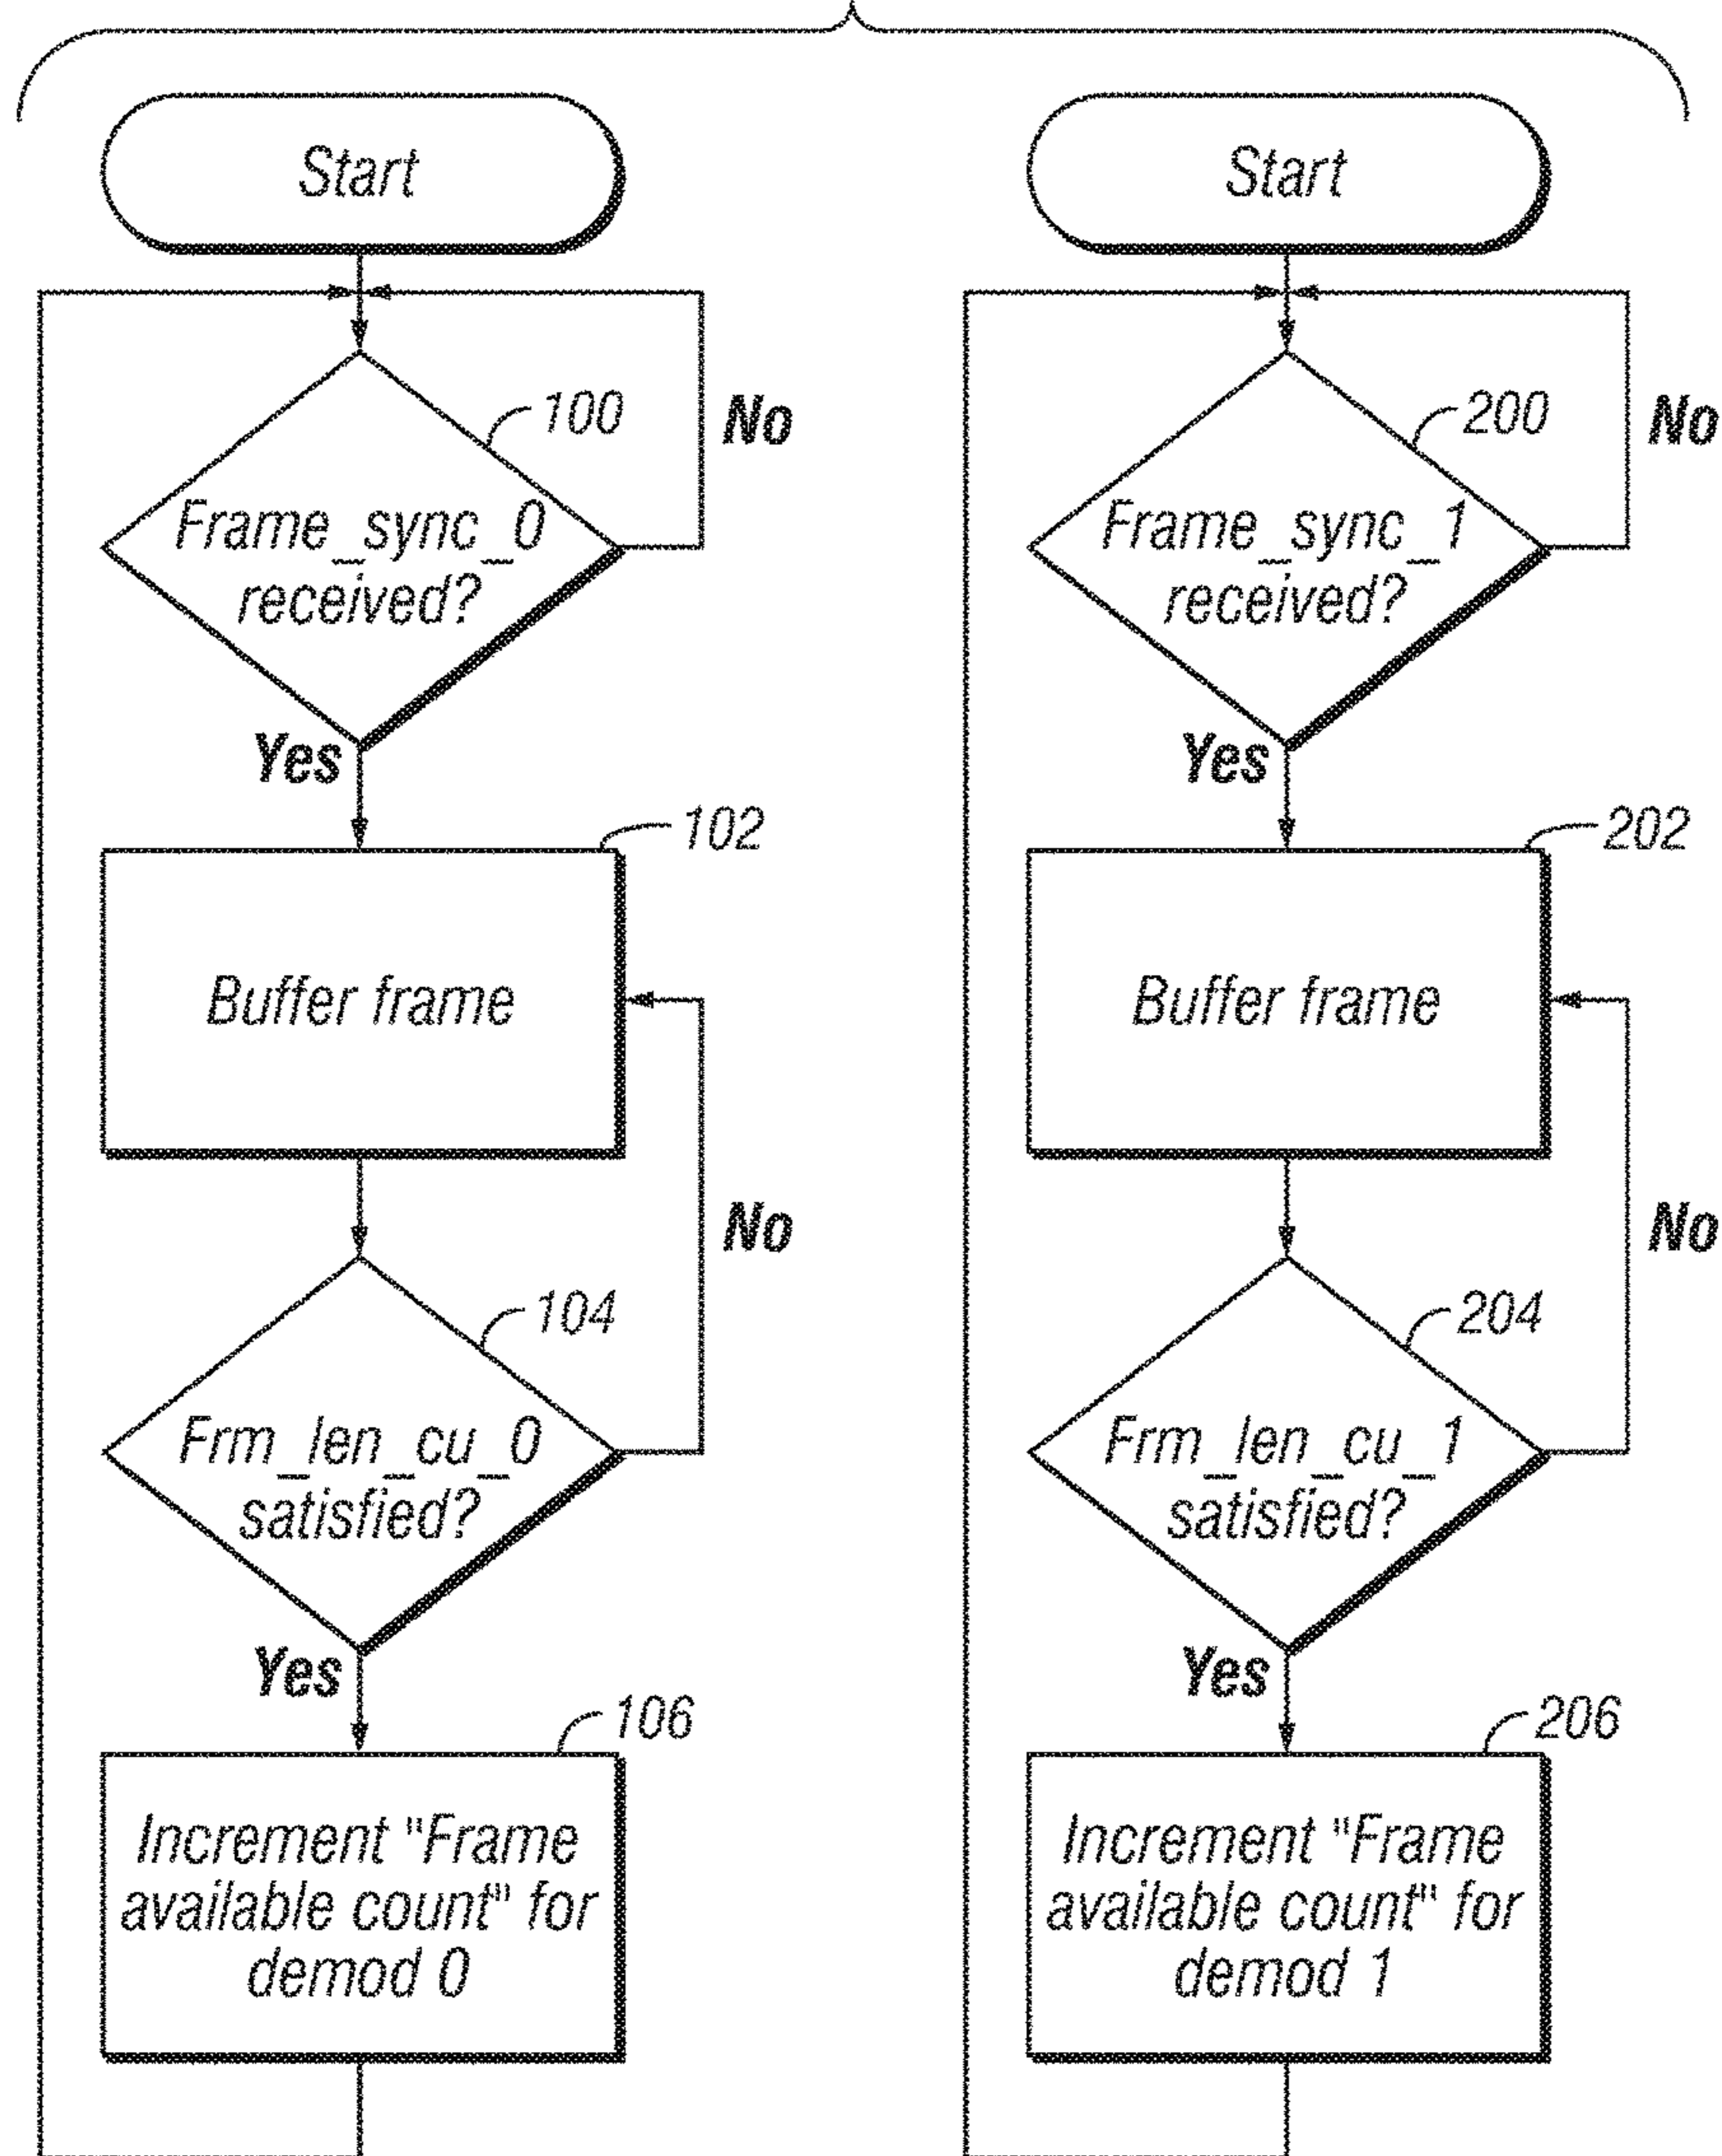 Start
100
No
Frame_sync_0
received?
Yes
102
Buffer frame
No
104
Frm_len_cu_0
satisfied?
Yes
106
Increment "Frame
available count" for
demod 0
Start
200
No
Frame_sync_1
received?
Yes
202
Buffer frame
No
204
Frm_len_cu_1
satisfied?
Yes
206
Increment "Frame
available count" for
demod 1